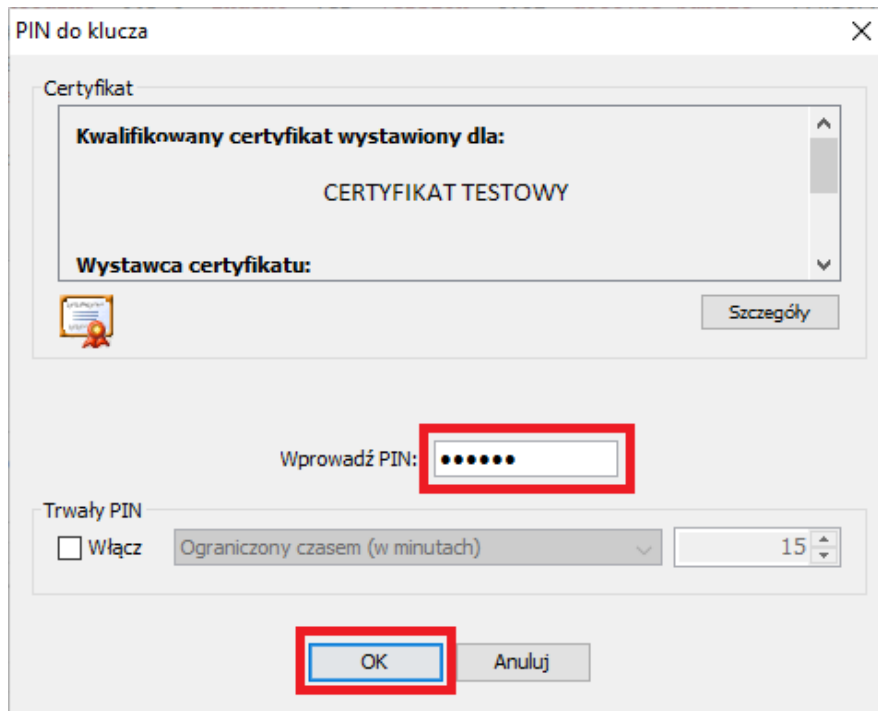 PIN do klucza
Certyfikat
Kwalifikowany certyfikat wystawiony dla:
CERTYFIKAT TESTOWY
Wystawca certyfikatu:
Szczegóły
Wprowadź PIN: ●●●●●●
Trwały PIN
Włącz Ograniczony czasem (w minutach) 15
OK Anuluj